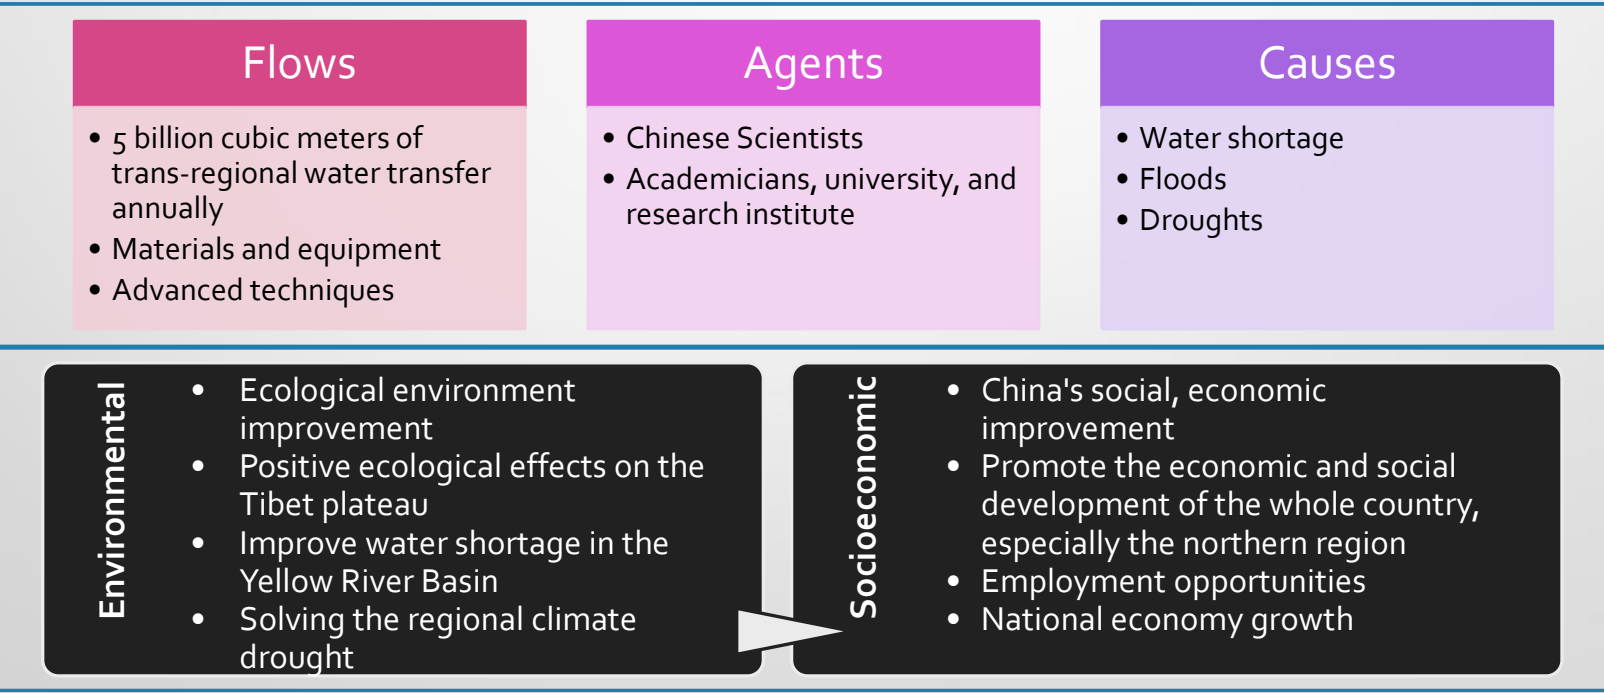 Flows
• 5 billion cubic meters of
trans-regional water transfer
annually
• Materials and equipment
• Advanced techniques
Agents
• Chinese Scientists
• Academicians, university, and
research institute
Causes
• Water shortage
• Floods
• Droughts
Environmental
• Ecological environment
improvement
• Positive ecological effects on the
Tibet plateau
• Improve water shortage in the
Yellow River Basin
• Solving the regional climate
drought
Socioeconomic
• China's social, economic
improvement
• Promote the economic and social
development of the whole country,
especially the northern region
• Employment opportunities
• National economy growth